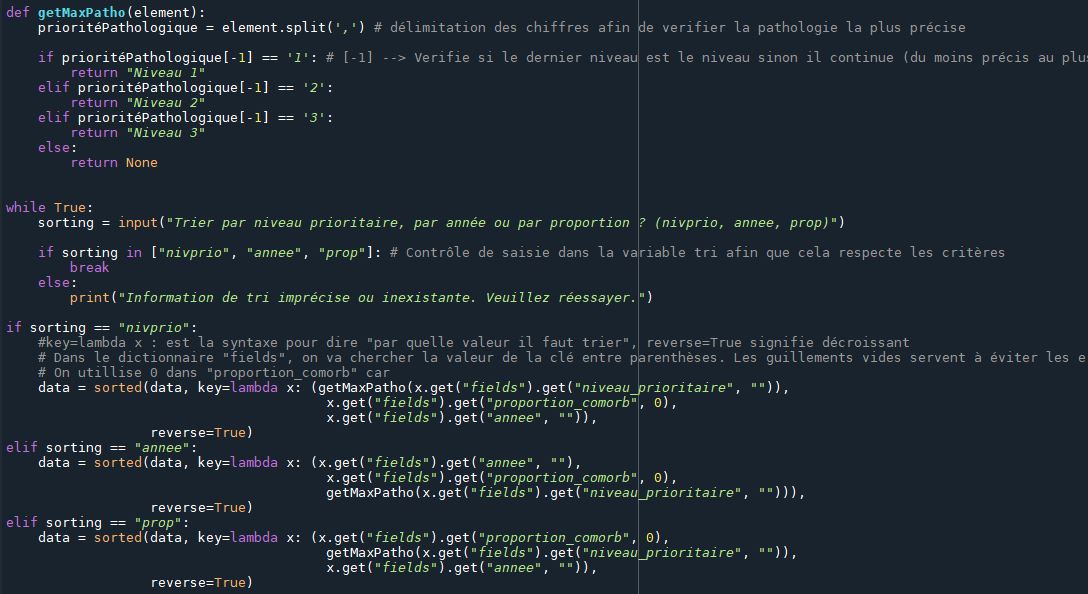 def getMaxPatho(element):
    prioritéPathologique = element.split(',') # délimitation des chiffres afin de verifier la pathologie la plus précise
    if prioritéPathologique[-1] == '1': # [-1] --> Verifie si le dernier niveau est le niveau sinon il continue (du moins précis au plus
        return "Niveau 1"
    elif prioritéPathologique[-1] == '2':
        return "Niveau 2"
    elif prioritéPathologique[-1] == '3':
        return "Niveau 3"
    else:
        return None
while True:
    sorting = input("Trier par niveau prioritaire, par année ou par proportion ? (nivprio, annee, prop)")
    if sorting in ["nivprio", "annee", "prop"]: # Contrôle de saisie dans la variable tri afin que cela respecte les critères
        break
    else:
        print("Information de tri imprécise ou inexistante. Veuillez réessayer.")
if sorting == "nivprio":
    #key=lambda x : est la syntaxe pour dire "par quelle valeur il faut trier", reverse=True signifie décroissant
    # Dans le dictionnaire "fields", on va chercher la valeur de la clé entre parenthèses. Les guillements vides servent à éviter les e
    # On utillise 0 dans "proportion_comorb" car
    data = sorted(data, key=lambda x: (getMaxPatho(x.get("fields").get("niveau_prioritaire", "")),
                                        x.get("fields").get("proportion_comorb", 0),
                                        x.get("fields").get("annee", "")),
                  reverse=True)
elif sorting == "annee":
    data = sorted(data, key=lambda x: (x.get("fields").get("annee", ""),
                                        x.get("fields").get("proportion_comorb", 0),
                                        getMaxPatho(x.get("fields").get("niveau_prioritaire", ""))),
                  reverse=True)
elif sorting == "prop":
    data = sorted(data, key=lambda x: (x.get("fields").get("proportion_comorb", 0),
                                        getMaxPatho(x.get("fields").get("niveau_prioritaire", "")),
                                        x.get("fields").get("annee", "")),
                  reverse=True)